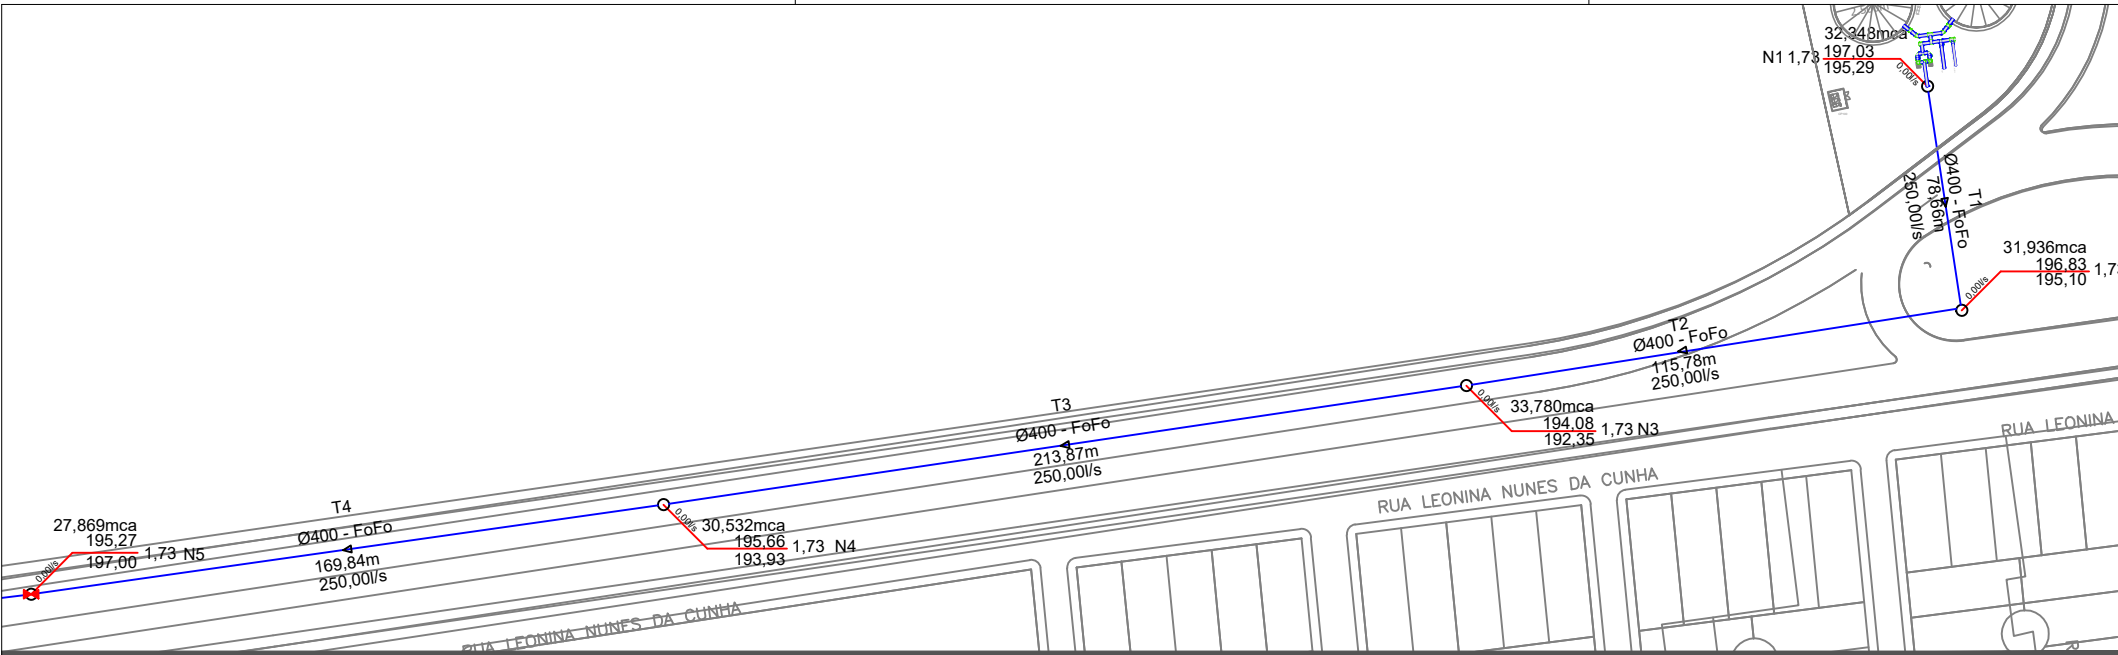 32,348mca
197,03
N1 1,73
195,29
0,00l/s
T1
Ø400 - FoFo
78,66m
250,00l/s
31,936mca
196,83
195,10
0,00l/s
T2
Ø400 - FoFo
115,78m
250,00l/s
33,780mca
194,08
1,73 N3
192,35
0,00l/s
T3
Ø400 - FoFo
213,87m
250,00l/s
30,532mca
195,66
1,73 N4
193,93
0,00l/s
T4
Ø400 - FoFo
169,84m
250,00l/s
27,869mca
195,27
1,73 N5
197,00
0,00l/s
RUA LEONINA
RUA LEONINA NUNES DA CUNHA
RUA LEONINA NUNES DA CUNHA